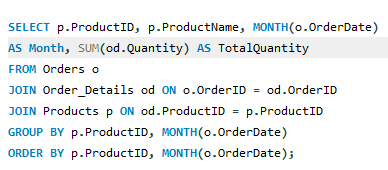 SELECT p.ProductID, p.ProductName, MONTH(o.OrderDate)
AS Month, SUM(od.Quantity) AS TotalQuantity
FROM Orders o
JOIN Order_Details od ON o.OrderID = od.OrderID
JOIN Products p ON od.ProductID = p.ProductID
GROUP BY p.ProductID, MONTH(o.OrderDate)
ORDER BY p.ProductID, MONTH(o.OrderDate);